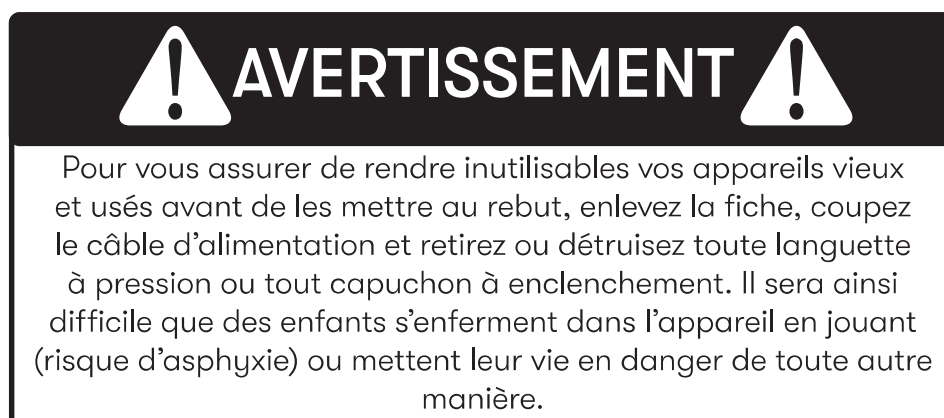 AVERTISSEMENT
Pour vous assurer de rendre inutilisables vos appareils vieux
et usés avant de les mettre au rebut, enlevez la fiche, coupez
le câble d’alimentation et retirez ou détruisez toute languette
à pression ou tout capuchon à enclenchement. Il sera ainsi
difficile que des enfants s’enferment dans l’appareil en jouant
(risque d’asphyxie) ou mettent leur vie en danger de toute autre
manière.